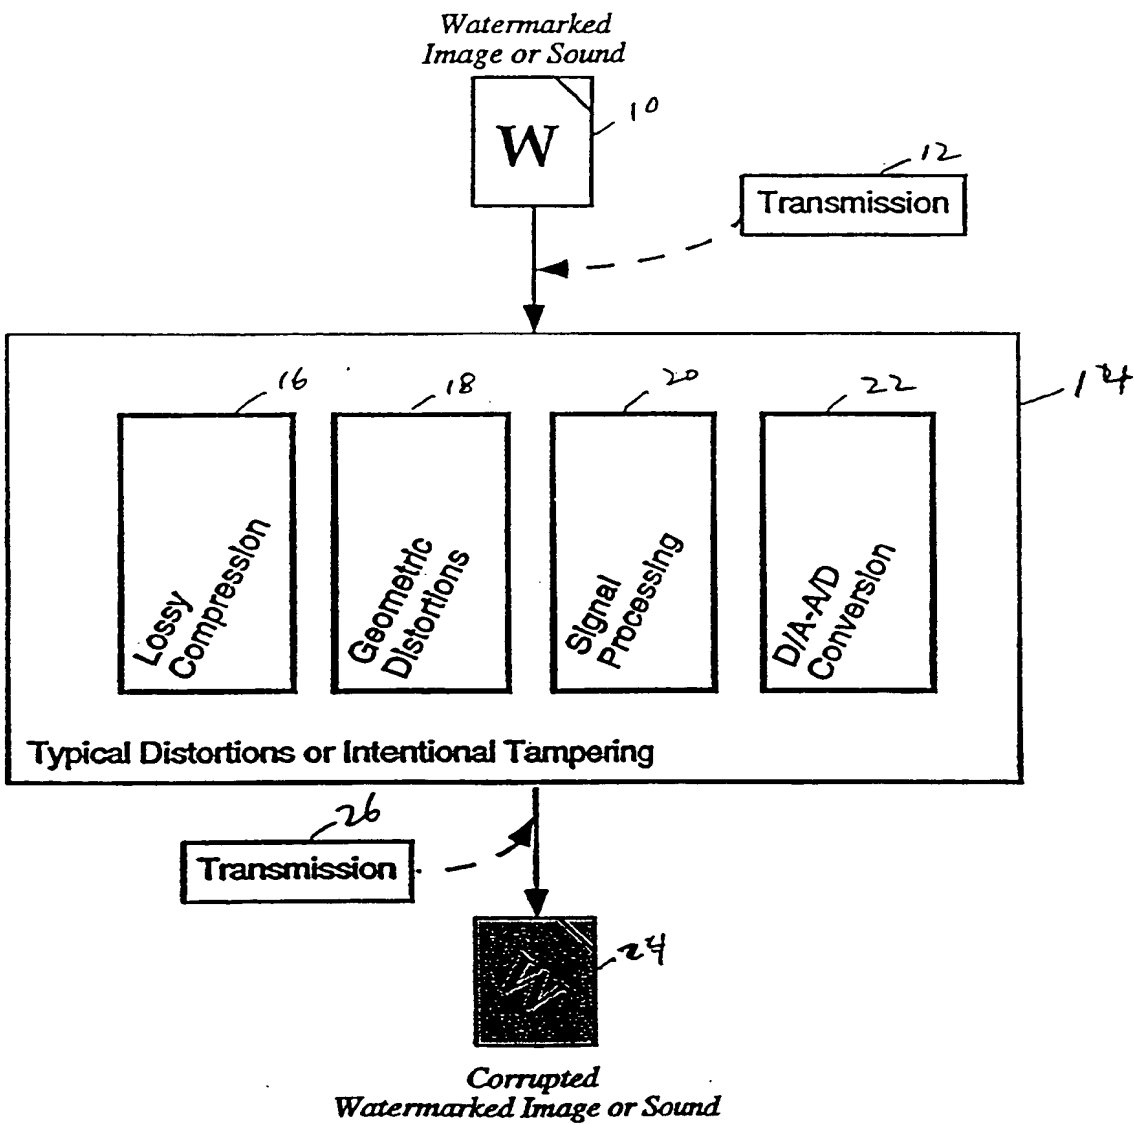 Watermarked
Image or Sound
W
10
12
Transmission
14
16
18
20
22
Lossy
Compression
Geometric
Distortions
Signal
Processing
D/A-A/D
Conversion
Typical Distortions or Intentional Tampering
26
Transmission
W
24
Corrupted
Watermarked Image or Sound